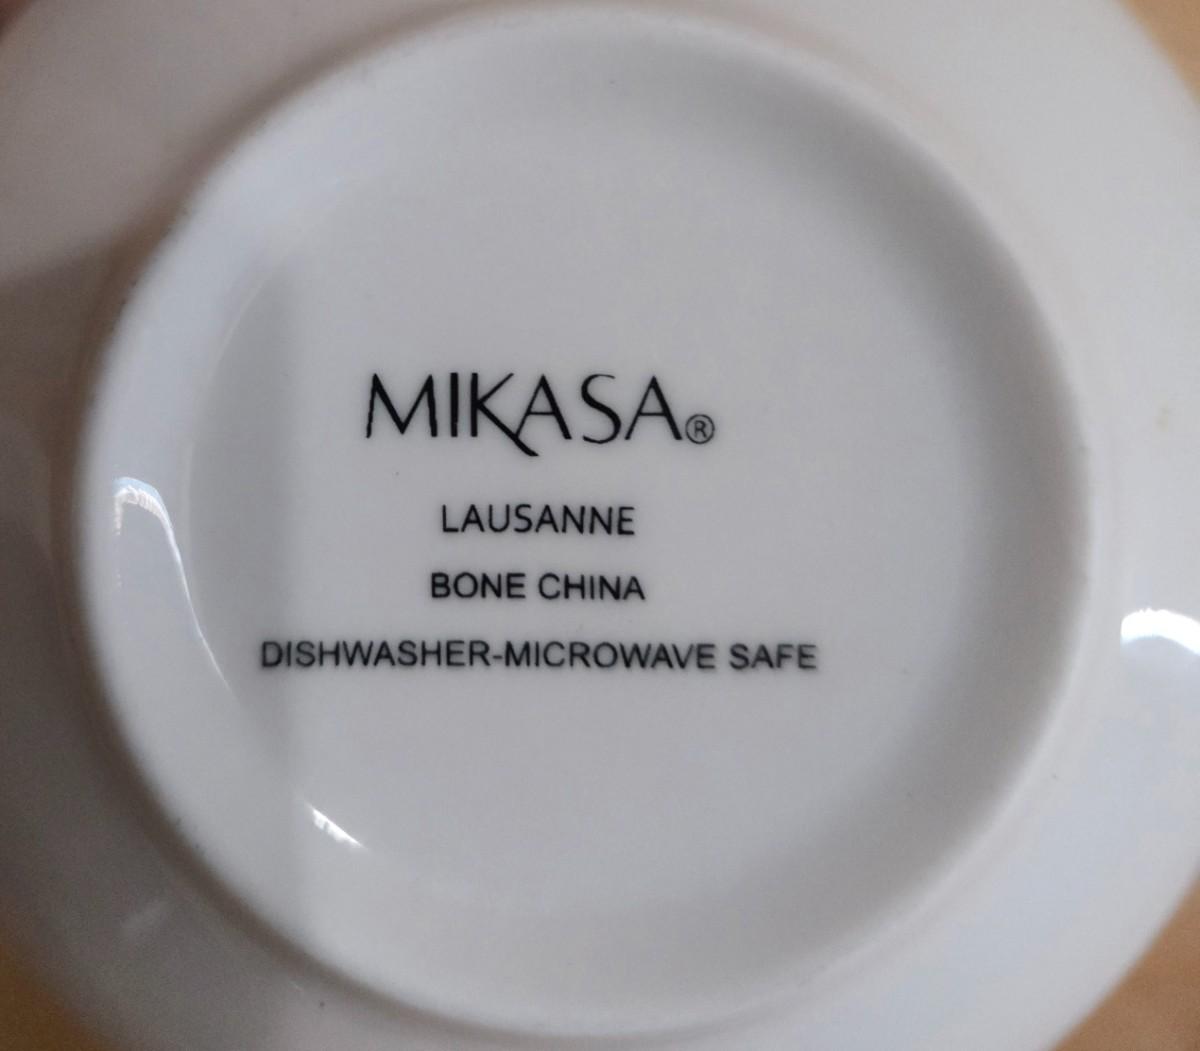 MIKASA®
LAUSANNE
BONE CHINA
DISHWASHER-MICROWAVE SAFE